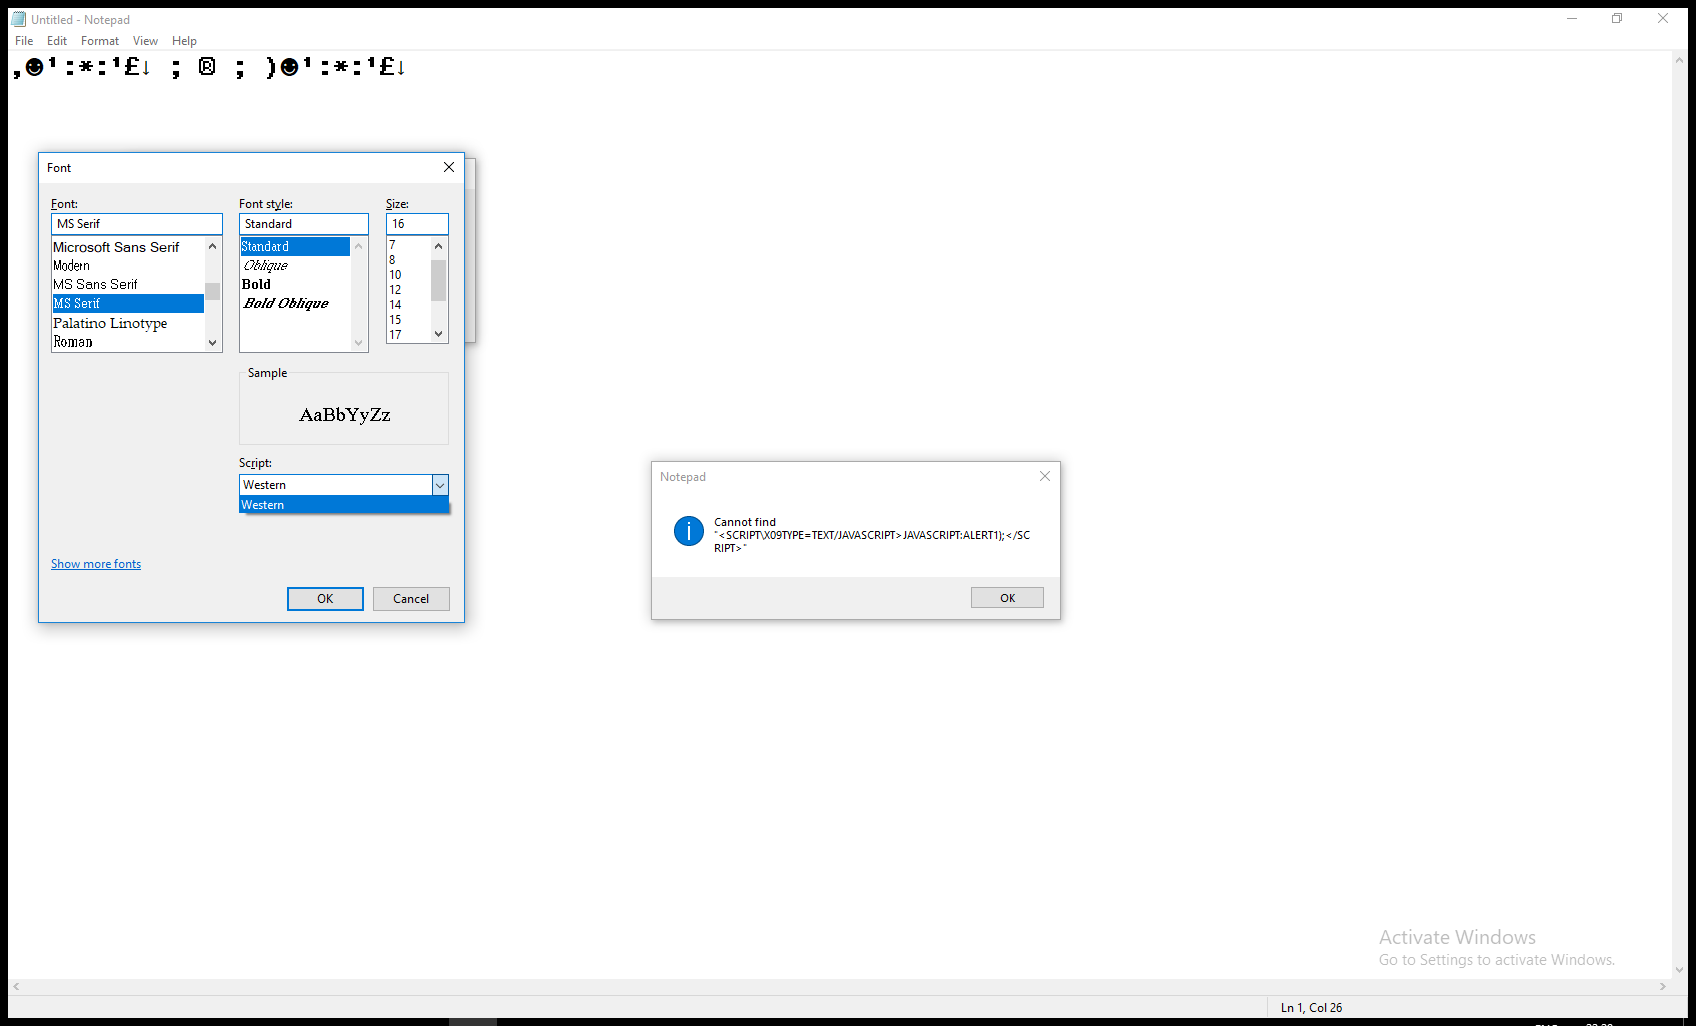 Untitled - Notepad
File Edit Format View Help
,☻¹:*:¹£↓ ; ® ; )☻¹:*:¹£↓
Font
Font: Font style: Size:
MS Serif Standard 16
Microsoft Sans Serif
Modern
MS Sans Serif
MS Serif
Palatino Linotype
Roman
Standard
Oblique
Bold
Bold Oblique
7
8
10
12
14
15
17
Sample
AaBbYyZz
Script:
Western
Western
Show more fonts
OK Cancel
Notepad
Cannot find
"<SCRIPT\X09TYPE=TEXT/JAVASCRIPT>JAVASCRIPT:ALERT1);</SC
RIPT>"
OK
Activate Windows
Go to Settings to activate Windows.
Ln 1, Col 26